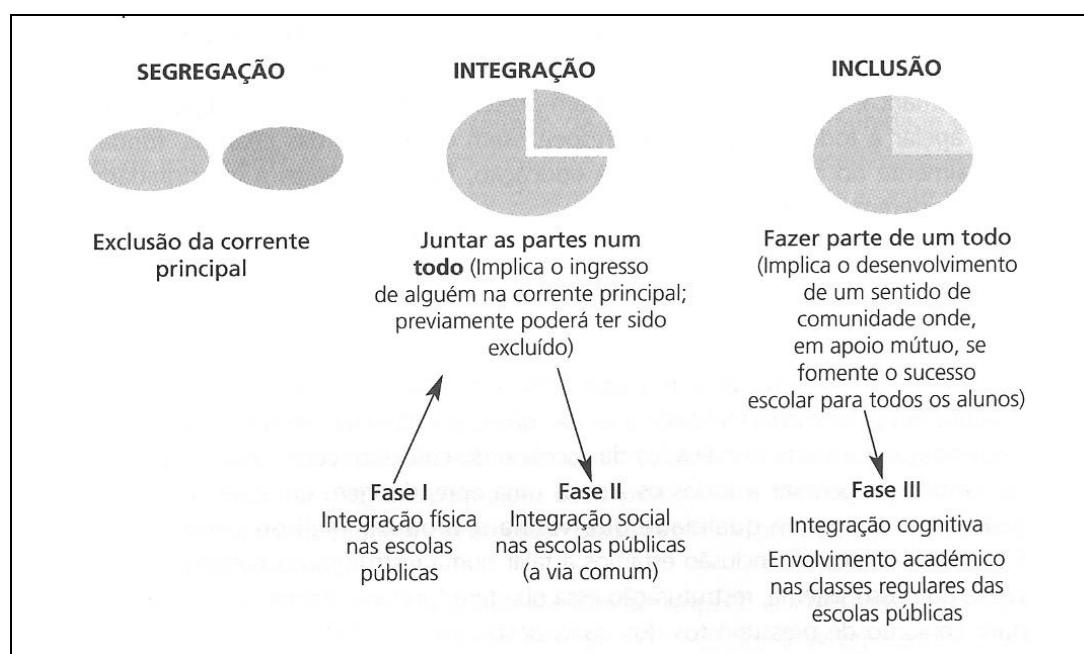 SEGREGAÇÃO
Exclusão da corrente
principal
INTEGRAÇÃO
Juntar as partes num
todo (Implica o ingresso
de alguém na corrente principal;
previamente poderá ter sido
excluído)
Fase I
Integração física
nas escolas
públicas
Fase II
Integração social
nas escolas públicas
(a via comum)
INCLUSÃO
Fazer parte de um todo
(Implica o desenvolvimento
de um sentido de
comunidade onde,
em apoio mútuo, se
fomente o sucesso
escolar para todos os alunos)
Fase III
Integração cognitiva
Envolvimento académico
nas classes regulares das
escolas públicas